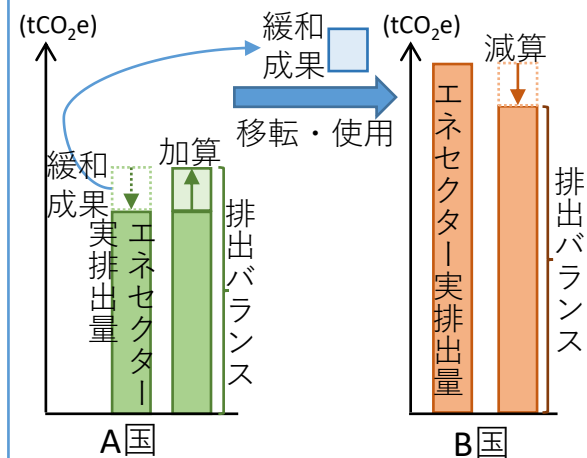 (tCO₂e)
緩和
成果
移転・使用
緩和
成果
加算
エネセクター
実排出量
排出バランス
A国
(tCO₂e)
減算
エネセクター実排出量
排出バランス
B国